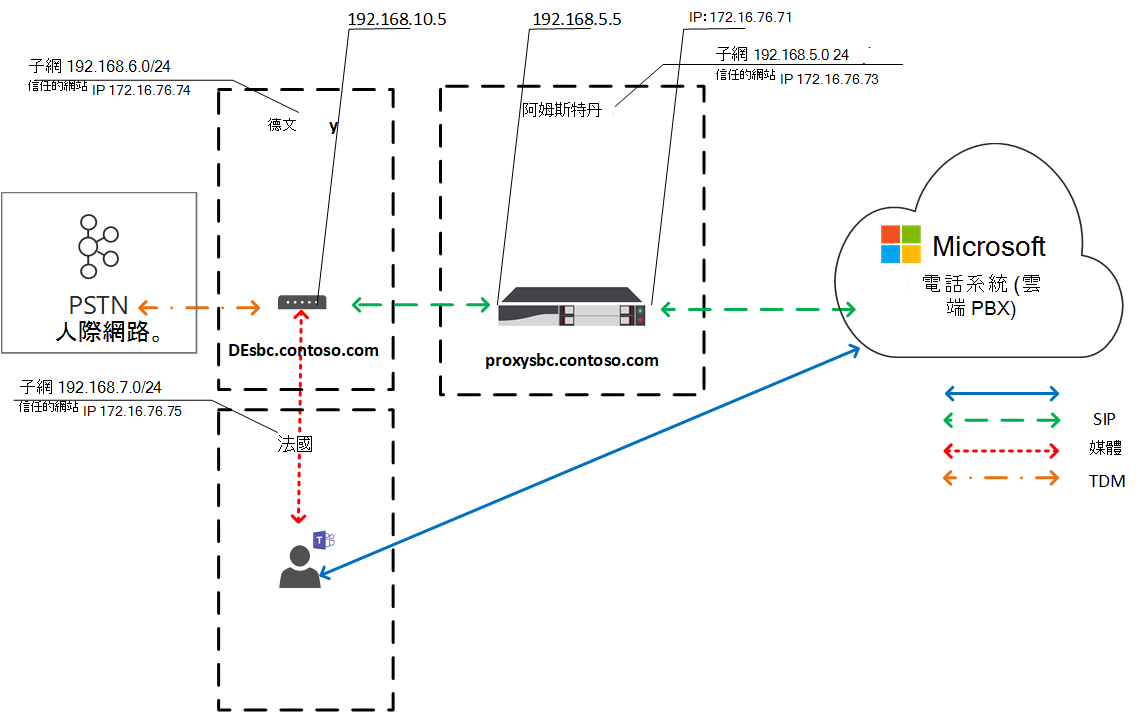 192.168.10.5
192.168.5.5
IP: 172.16.76.71
子網 192.168.5.0 24
信任的網站 IP 172.16.76.73
子網 192.168.6.0/24
信任的網站 IP 172.16.76.74
德文 y
阿姆斯特丹
Microsoft
電話系統 (雲
端 PBX)
PSTN
人際網路。
DEsbc.contoso.com
proxysbc.contoso.com
子網 192.168.7.0/24
信任的網站 IP 172.16.76.75
法國
T
SIP
媒體
TDM